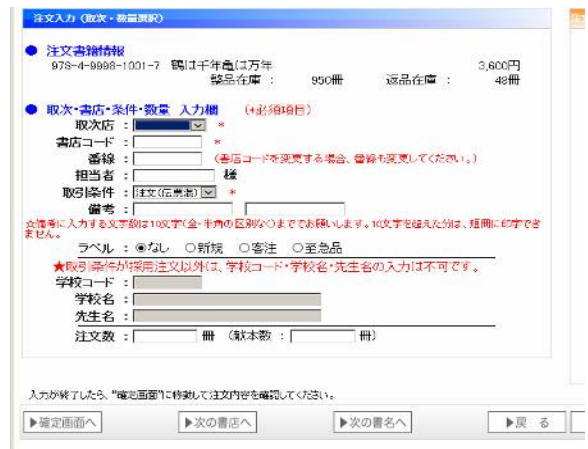 注文入力（取次・数量選択）
● 注文書籍情報
978-4-9998-1001-7 鶴は千年亀は万年 3,600円
整品在庫 ： 950冊 返品在庫 ： 48冊
● 取次・書店・条件・数量 入力欄 （*必須項目）
取次店 ： *
書店コード ： *
番線 ： （書店コードを変更する場合、番線も変更してください。）
担当者 ： 様
取引条件 ： 注文(伝票混) *
備考 ：
☆備考に入力する文字数は10文字(全・半角の区別なく)まででお願いします。10文字を超えた分は、短冊に印字できません。
ラベル ： なし 新規 客注 至急品
★取引条件が採用注文以外は、学校コード・学校名・先生名の入力は不可です。
学校コード ：
学校名 ：
先生名 ：
注文数 ： 冊 （献本数 ： 冊）
入力が終了したら、"確定画面"に移動して注文内容を確認してください。
▶確定画面へ ▶次の書店へ ▶次の書名へ ▶戻 る